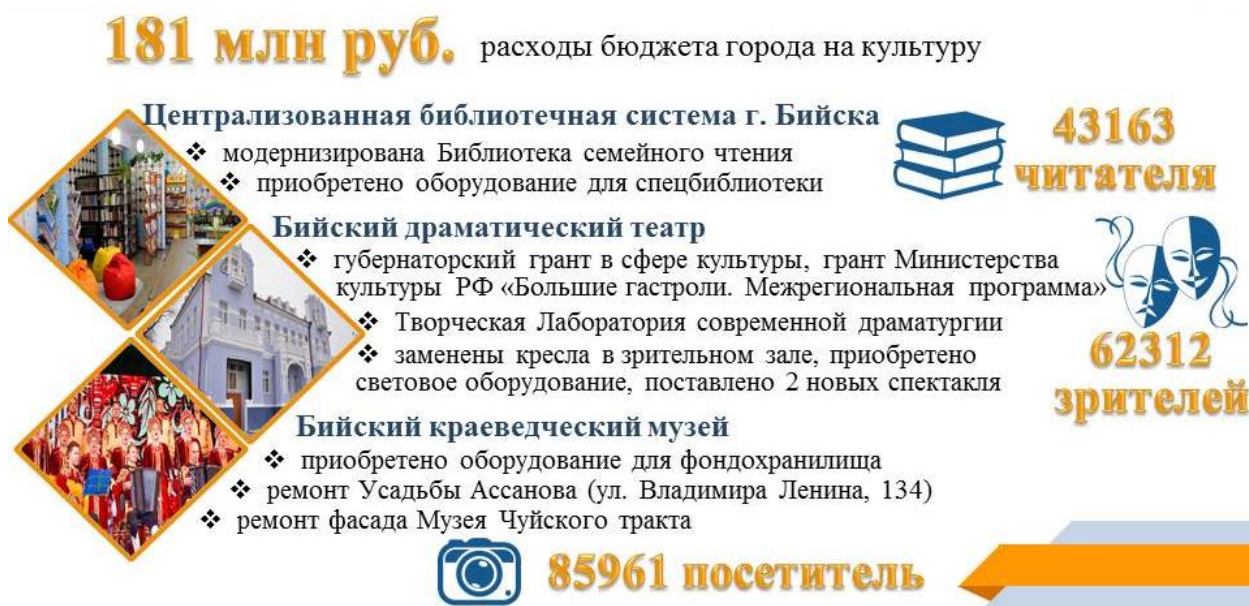 181 млн руб. расходы бюджета города на культуру
Централизованная библиотечная система г. Бийска
❖ модернизирована Библиотека семейного чтения
❖ приобретено оборудование для спецбиблиотеки
43163
читателя
Бийский драматический театр
❖ губернаторский грант в сфере культуры, грант Министерства
культуры РФ «Большие гастроли. Межрегиональная программа»
❖ Творческая Лаборатория современной драматургии
❖ заменены кресла в зрительном зале, приобретено
световое оборудование, поставлено 2 новых спектакля
62312
зрителей
Бийский краеведческий музей
❖ приобретено оборудование для фондохранилища
❖ ремонт Усадьбы Ассанова (ул. Владимира Ленина, 134)
❖ ремонт фасада Музея Чуйского тракта
85961 посетитель